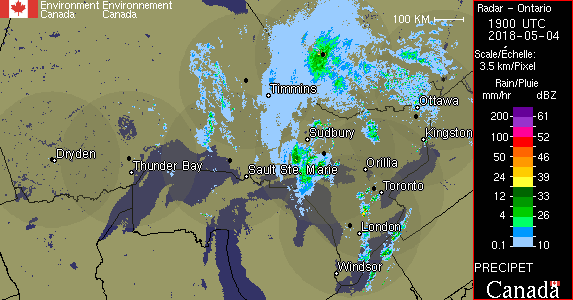 Environment Environnement
Canada Canada
100 KM
Timmins
Ottawa
Sudbury
Kingston
Dryden
Thunder Bay
Sault Ste. Marie
Orillia
Toronto
London
Windsor
Radar - Ontario
1900 UTC
2018-05-04
Scale/Échelle:
3.5 km/Pixel
Rain/Pluie
mm/hr dBZ
200 61
100 52
50 46
24 39
12 33
4 26
0.1 10
PRECIPET
Canada